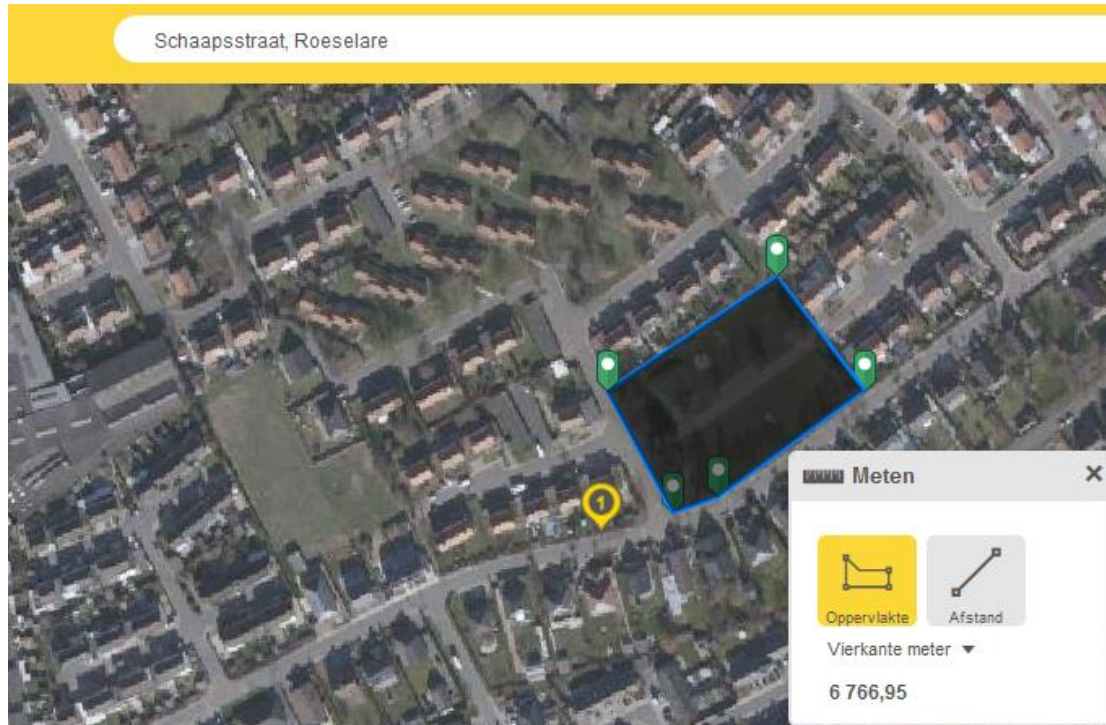 Schaapsstraat, Roeselare
1
Meten
Oppervlakte
Afstand
Vierkante meter
6 766,95